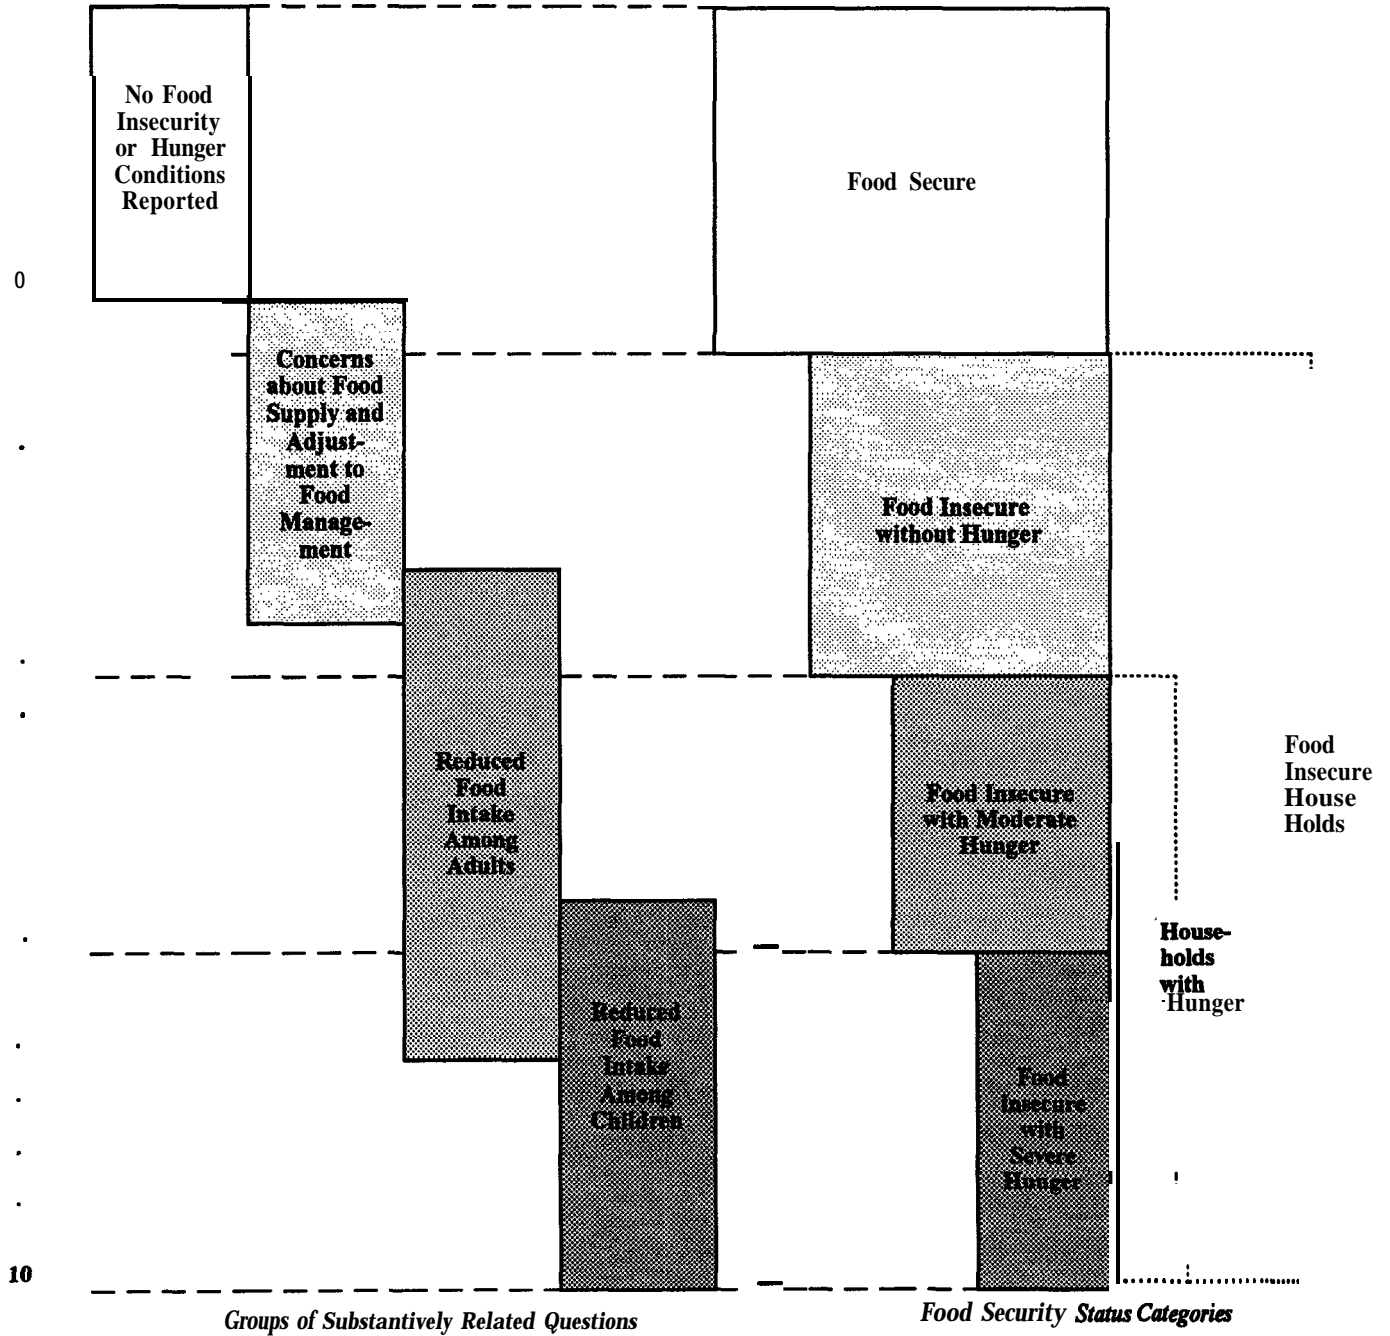 No Food
Insecurity
or Hunger
Conditions
Reported
Food Secure
0
Concerns
about Food
Supply and
Adjust-
ment to
Food
Manage-
ment
Food Insecure
without Hunger
Reduced
Food
Intake
Among
Adults
Food Insecure
with Moderate
Hunger
Food
Insecure
House
Holds
House-
holds
with
Hunger
Reduced
Food
Intake
Among
Children
Food
Insecure
with
Severe
Hunger
10
Groups of Substantively Related Questions
Food Security Status Categories